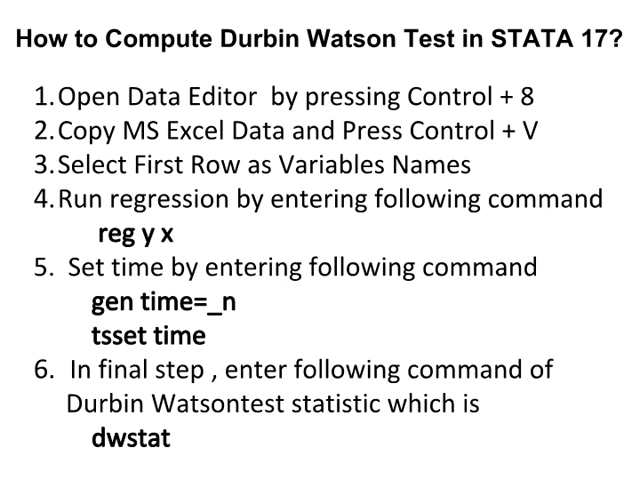 How to Compute Durbin Watson Test in STATA 17?
1. Open Data Editor by pressing Control + 8
2. Copy MS Excel Data and Press Control + V
3. Select First Row as Variables Names
4. Run regression by entering following command
reg y x
5. Set time by entering following command
gen time=_n
tsset time
6. In final step , enter following command of
Durbin Watsontest statistic which is
dwstat